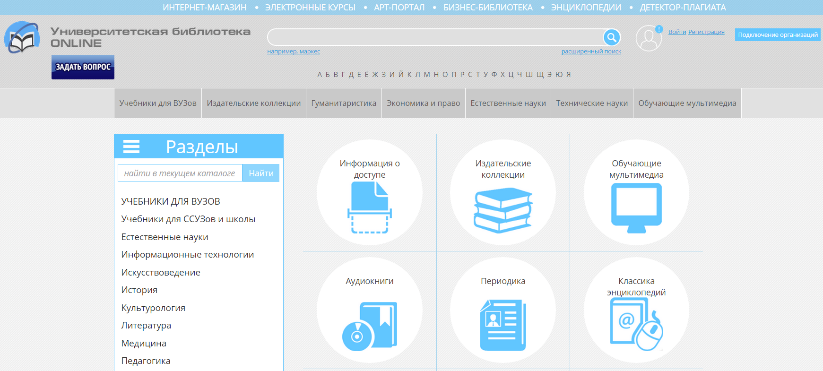 ИНТЕРНЕТ-МАГАЗИН • ЭЛЕКТРОННЫЕ КУРСЫ • АРТ-ПОРТАЛ • БИЗНЕС-БИБЛИОТЕКА • ЭНЦИКЛОПЕДИИ • ДЕТЕКТОР-ПЛАГИАТА
Университетская библиотека
ONLINE
ЗАДАТЬ ВОПРОС
например, маркес
расширенный поиск
Войти Регистрация
Подключение организаций
А Б В Г Д Е Ё Ж З И Й К Л М Н О П Р С Т У Ф Х Ц Ч Ш Щ Э Ю Я
Учебники для ВУЗов
Издательские коллекции
Гуманитаристика
Экономика и право
Естественные науки
Технические науки
Обучающие мультимедиа
Разделы
найти в текущем каталоге
Найти
УЧЕБНИКИ ДЛЯ ВУЗОВ
Учебники для ССУЗов и школы
Естественные науки
Информационные технологии
Искусствоведение
История
Культурология
Литература
Медицина
Педагогика
Информация о
доступе
Издательские
коллекции
Обучающие
мультимедиа
Аудиокниги
Периодика
Классика
энциклопедий